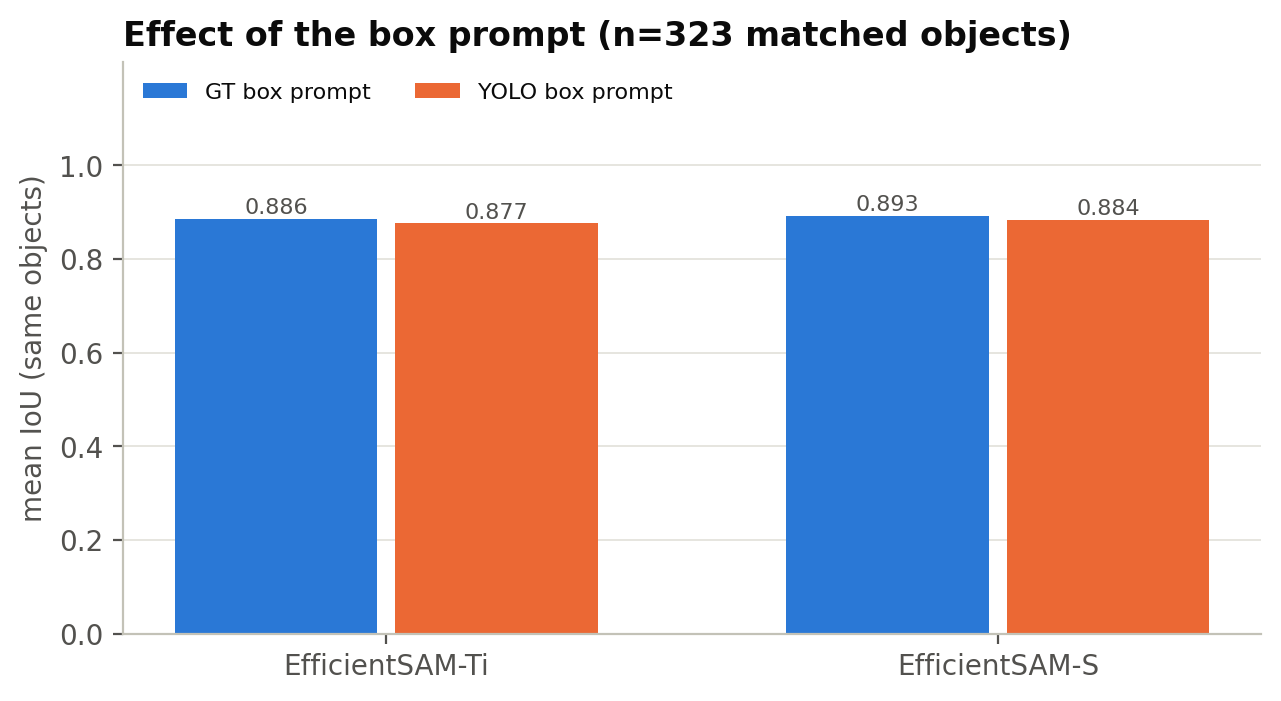 Effect of the box prompt (n=323 matched objects)
GT box prompt
YOLO box prompt
mean IoU (same objects)
1.0
0.8
0.6
0.4
0.2
0.0
0.886
0.877
0.893
0.884
EfficientSAM-Ti
EfficientSAM-S